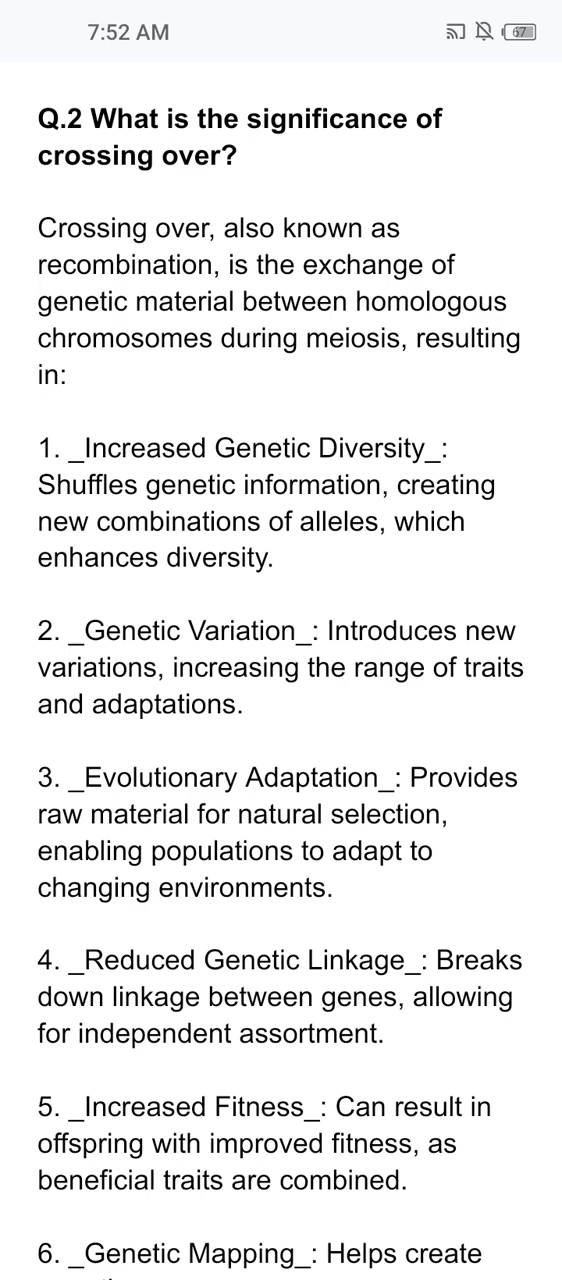 7:52 AM
67
Q.2 What is the significance of
crossing over?
Crossing over, also known as
recombination, is the exchange of
genetic material between homologous
chromosomes during meiosis, resulting
in:
1. _Increased Genetic Diversity_:
Shuffles genetic information, creating
new combinations of alleles, which
enhances diversity.
2. _Genetic Variation_: Introduces new
variations, increasing the range of traits
and adaptations.
3. _Evolutionary Adaptation_: Provides
raw material for natural selection,
enabling populations to adapt to
changing environments.
4. _Reduced Genetic Linkage_: Breaks
down linkage between genes, allowing
for independent assortment.
5. _Increased Fitness_: Can result in
offspring with improved fitness, as
beneficial traits are combined.
6. _Genetic Mapping_: Helps create